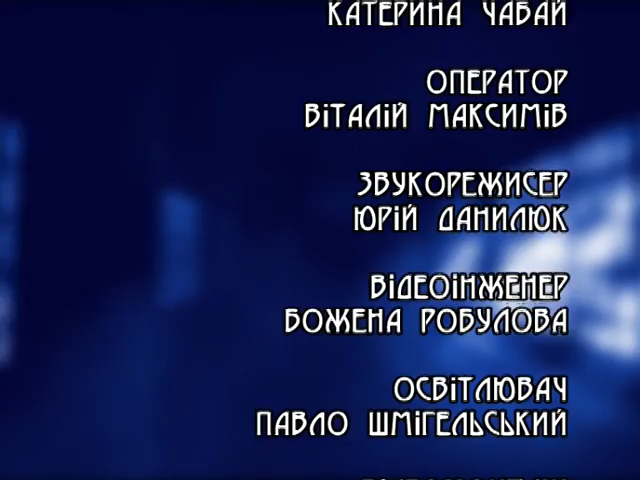 КАТЕРИНА ЧАБАЙ
ОПЕРАТОР
ВіТАЛіЙ МАКСИМіВ
ЗВУКОРЕЖИСЕР
ЮРіЙ ДАНИЛЮК
ВіДЕОіНЖЕНЕР
БОЖЕНА РОБУЛОВА
ОСВіТЛЮВАЧ
ПАВЛО ШМіГЕЛЬСЬКИЙ